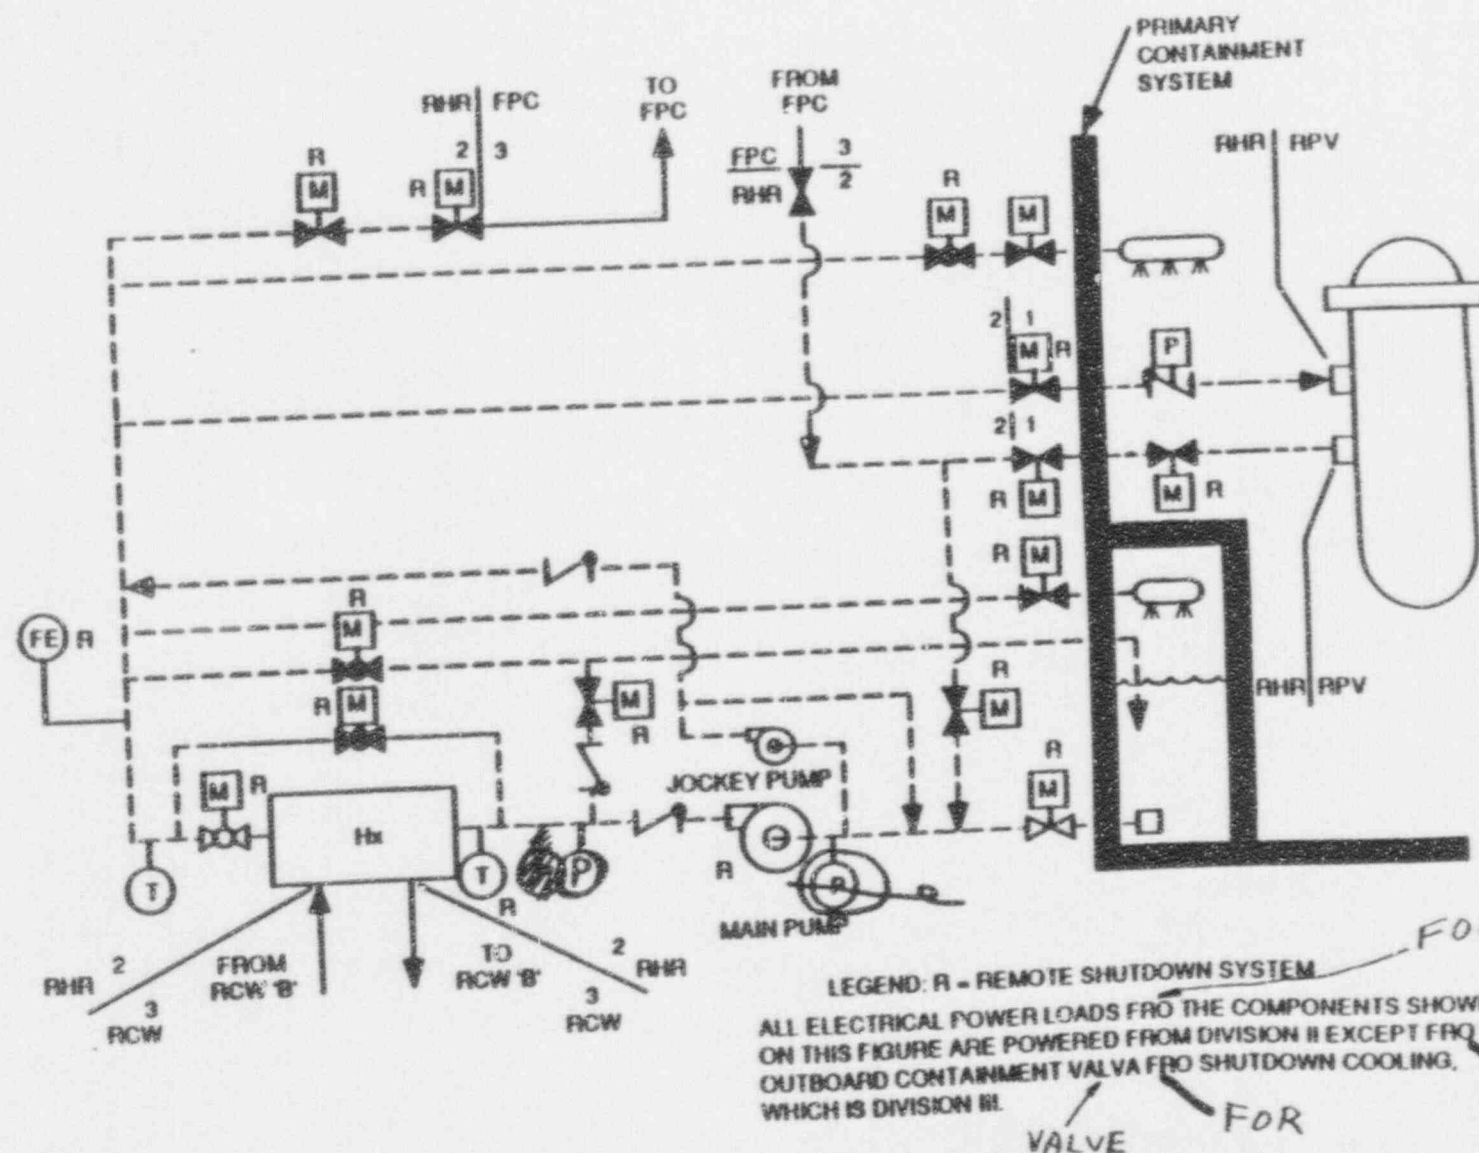 PRIMARY
CONTAINMENT
SYSTEM
TO
FPC
FROM
FPC
RHR FPC
2 3
R
M
R M
FPC
RHR
3
2
R
M M
RHR RPV
2 1
M R
P
2 1
R M
M R
R M
FE R
R
M
R M
M
R
R
M
RHR RPV
M R
R
M
JOCKEY PUMP
Hx
T
T
R
P
R
P
MAIN PUMP
RHR 2
3
RCW
FROM
RCW 'B'
TO
RCW 'B'
2
RHR
3
RCW
LEGEND: R = REMOTE SHUTDOWN SYSTEM
ALL ELECTRICAL POWER LOADS FRO THE COMPONENTS SHOW
ON THIS FIGURE ARE POWERED FROM DIVISION II EXCEPT FRO
OUTBOARD CONTAINMENT VALVA FRO SHUTDOWN COOLING,
WHICH IS DIVISION III.
FO
FOR
VALVE